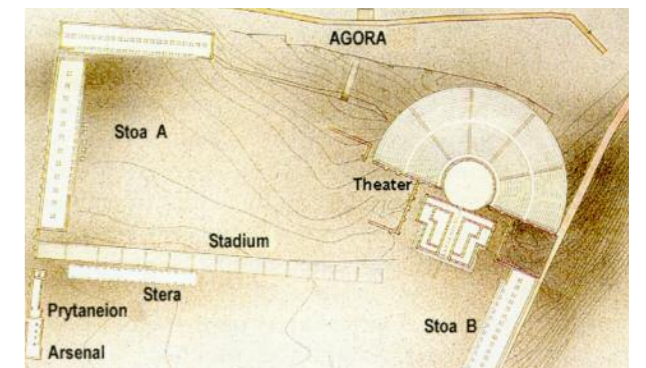 AGORA
Stoa A
Theater
Stadium
Stera
Prytaneion
Stoa B
Arsenal